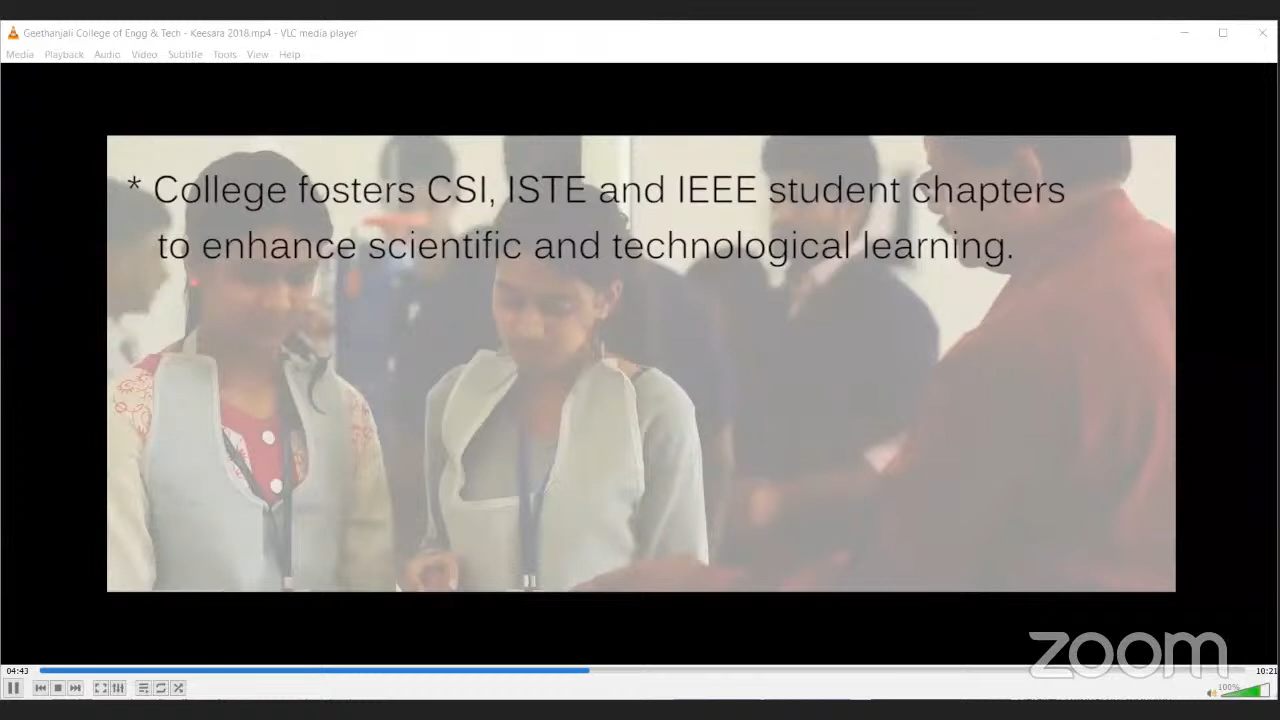 Geethanjali College of Engg & Tech - Keesara 2018.mp4 - VLC media player
Media Playback Audio Video Subtitle Tools View Help
* College fosters CSI, ISTE and IEEE student chapters
to enhance scientific and technological learning.
zoom
04:43
10:21
100%